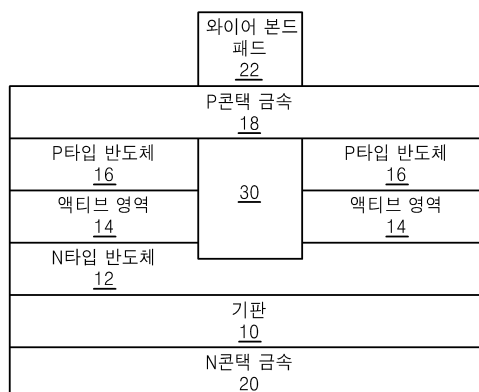 와이어 본드
패드
22
P콘택 금속
18
P타입 반도체
16
P타입 반도체
16
30
액티브 영역
14
액티브 영역
14
N타입 반도체
12
기판
10
N콘택 금속
20